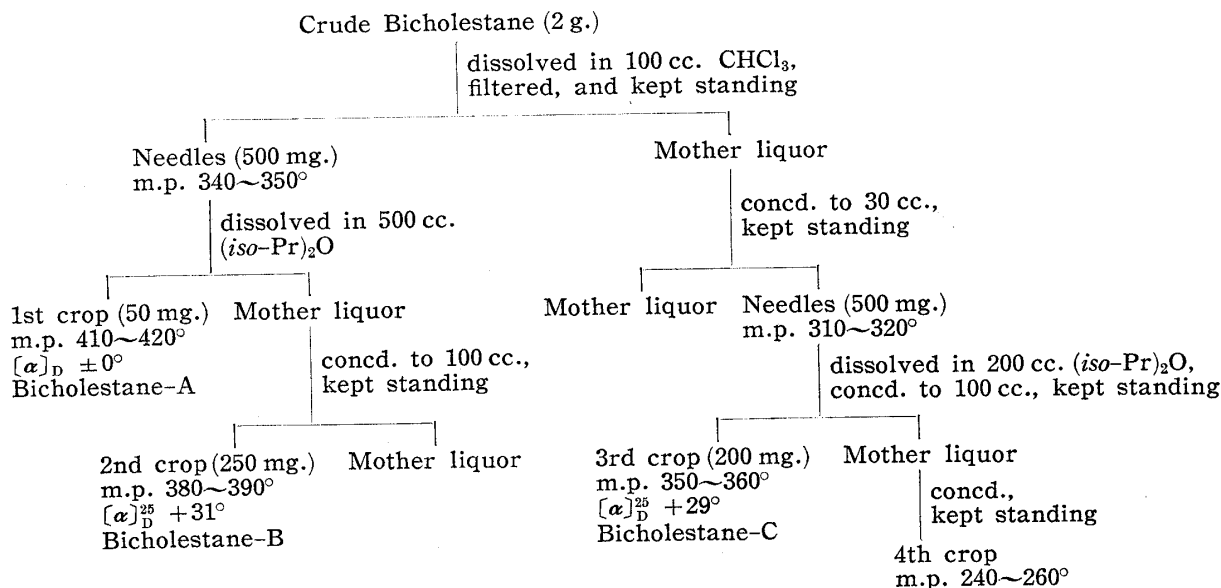 Crude Bicholestane (2 g.)
dissolved in 100 cc. CHCl₃,
filtered, and kept standing
Needles (500 mg.)
m.p. 340~350°
Mother liquor
dissolved in 500 cc.
(iso-Pr)₂O
concd. to 30 cc.,
kept standing
1st crop (50 mg.)
m.p. 410~420°
[α]D ±0°
Bicholestane-A
Mother liquor
Mother liquor
Needles (500 mg.)
m.p. 310~320°
concd. to 100 cc.,
kept standing
dissolved in 200 cc. (iso-Pr)₂O,
concd. to 100 cc., kept standing
2nd crop (250 mg.)
m.p. 380~390°
[α]²⁵D +31°
Bicholestane-B
Mother liquor
3rd crop (200 mg.)
m.p. 350~360°
[α]²⁵D +29°
Bicholestane-C
Mother liquor
concd.,
kept standing
4th crop
m.p. 240~260°